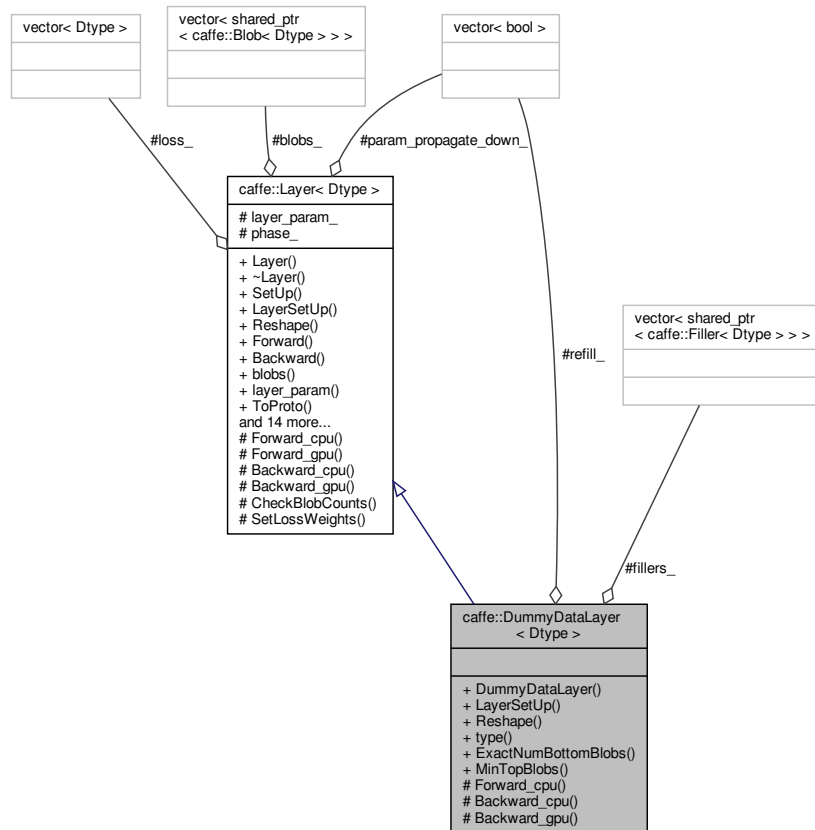 vector< Dtype >
vector< shared_ptr
< caffe::Blob< Dtype > > >
vector< bool >
#loss_
#blobs_
#param_propagate_down_
caffe::Layer< Dtype >
# layer_param_
# phase_
+ Layer()
+ ~Layer()
+ SetUp()
+ LayerSetUp()
+ Reshape()
+ Forward()
+ Backward()
+ blobs()
+ layer_param()
+ ToProto()
and 14 more...
# Forward_cpu()
# Forward_gpu()
# Backward_cpu()
# Backward_gpu()
# CheckBlobCounts()
# SetLossWeights()
vector< shared_ptr
< caffe::Filler< Dtype > > >
#refill_
#fillers_
caffe::DummyDataLayer
< Dtype >
+ DummyDataLayer()
+ LayerSetUp()
+ Reshape()
+ type()
+ ExactNumBottomBlobs()
+ MinTopBlobs()
# Forward_cpu()
# Backward_cpu()
# Backward_gpu()